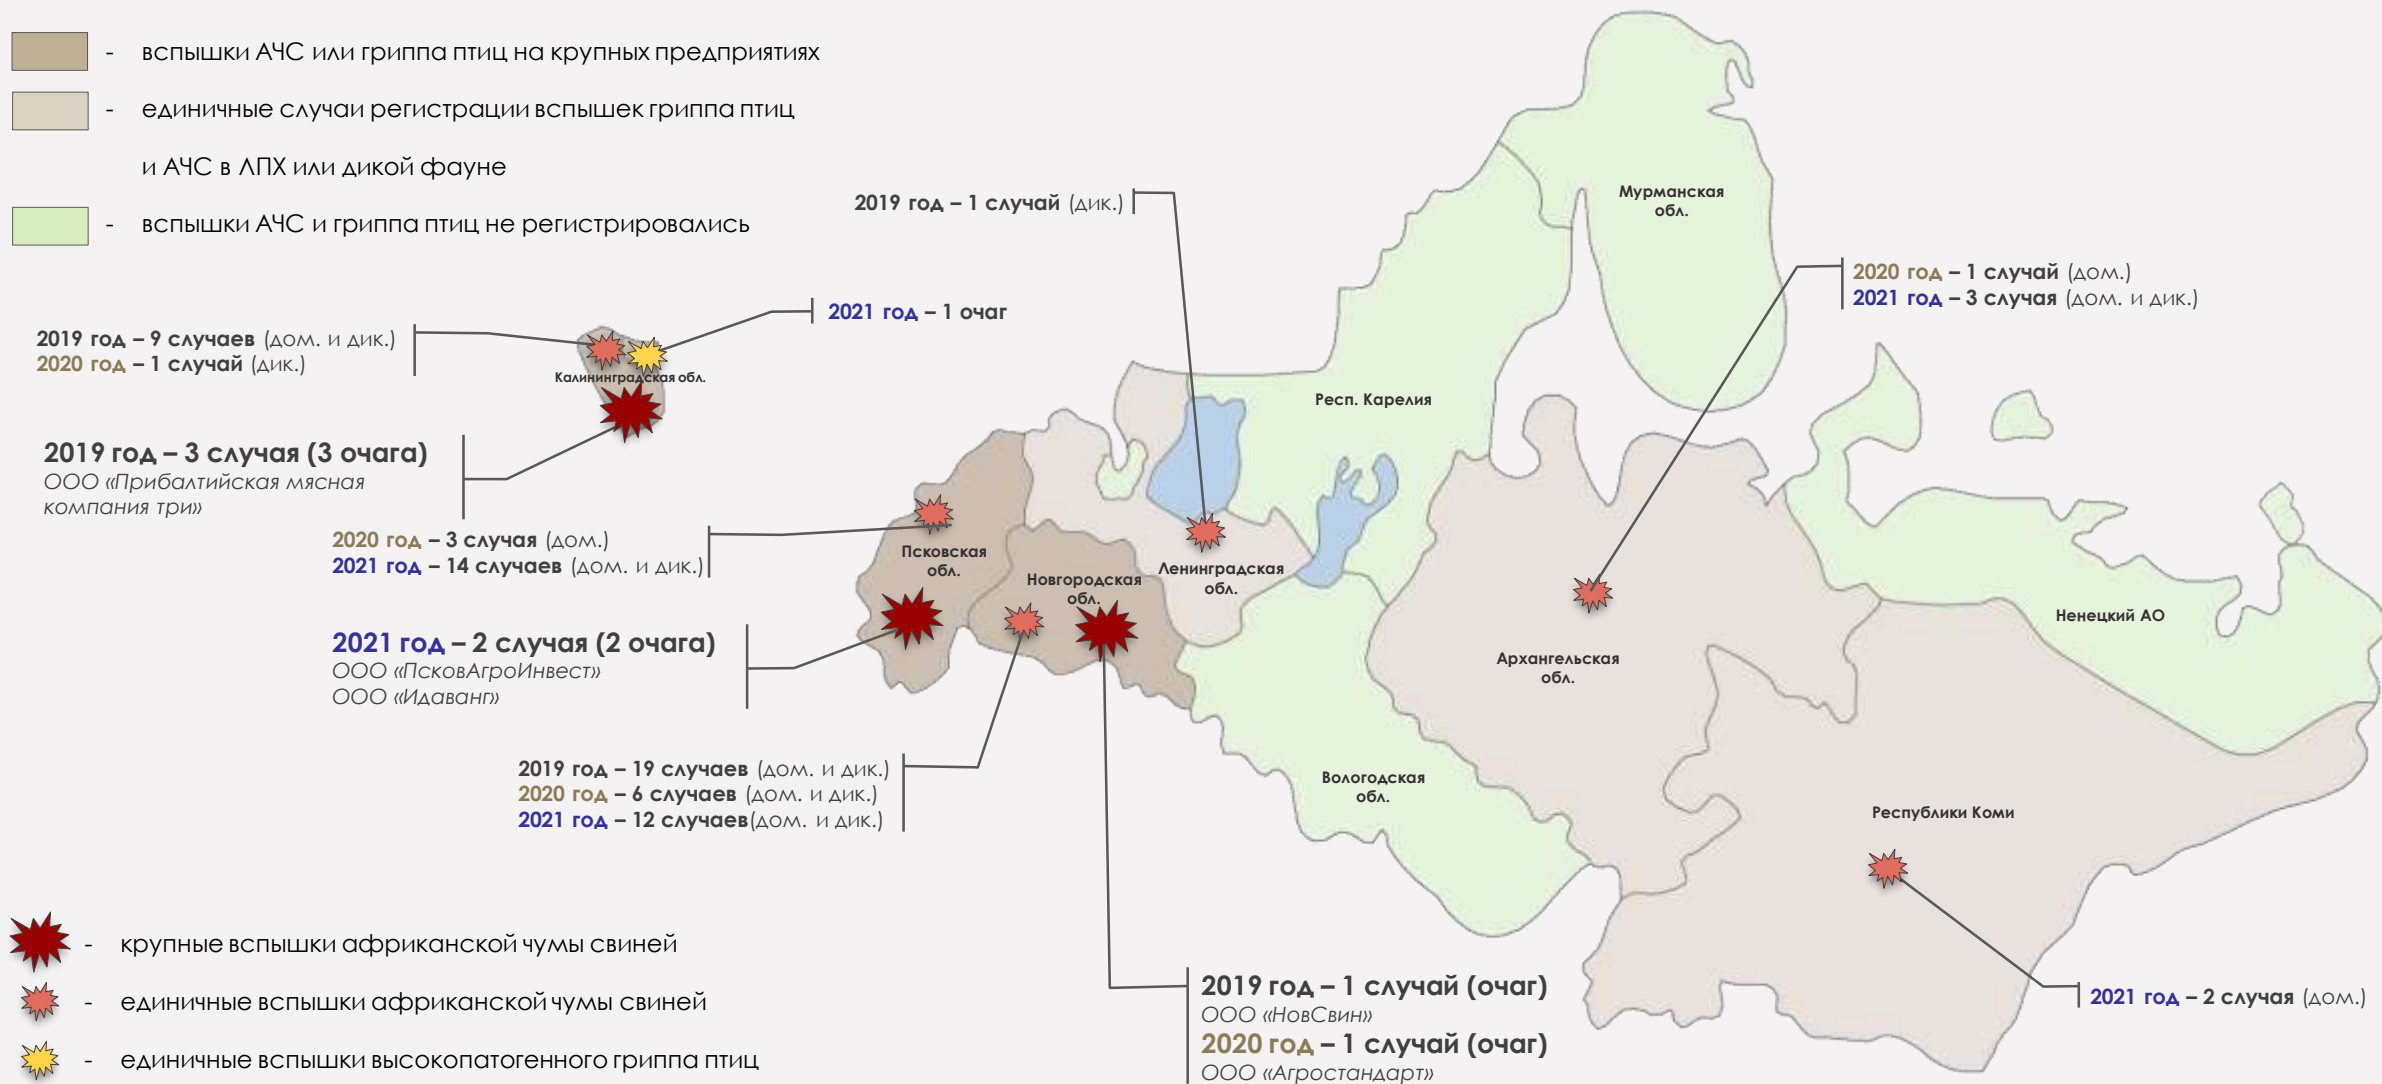 - вспышки АЧС или гриппа птиц на крупных предприятиях
- единичные случаи регистрации вспышек гриппа птиц
и АЧС в ЛПХ или дикой фауне
- вспышки АЧС и гриппа птиц не регистрировались
2019 год – 1 случай (дик.)
Мурманская
обл.
2020 год – 1 случай (дом.)
2021 год – 3 случая (дом. и дик.)
2021 год – 1 очаг
2019 год – 9 случаев (дом. и дик.)
2020 год – 1 случай (дик.)
Калининградская обл.
Респ. Карелия
2019 год – 3 случая (3 очага)
ООО «Прибалтийская мясная
компания три»
2020 год – 3 случая (дом.)
2021 год – 14 случаев (дом. и дик.)
Псковская
обл.
Новгородская
обл.
Ленинградская
обл.
Ненецкий АО
Архангельская
обл.
2021 год – 2 случая (2 очага)
ООО «ПсковАгроИнвест»
ООО «Идаванг»
2019 год – 19 случаев (дом. и дик.)
2020 год – 6 случаев (дом. и дик.)
2021 год – 12 случаев(дом. и дик.)
Вологодская
обл.
Республики Коми
- крупные вспышки африканской чумы свиней
- единичные вспышки африканской чумы свиней
- единичные вспышки высокопатогенного гриппа птиц
2019 год – 1 случай (очаг)
ООО «НовСвин»
2020 год – 1 случай (очаг)
ООО «Агростандарт»
2021 год – 2 случая (дом.)